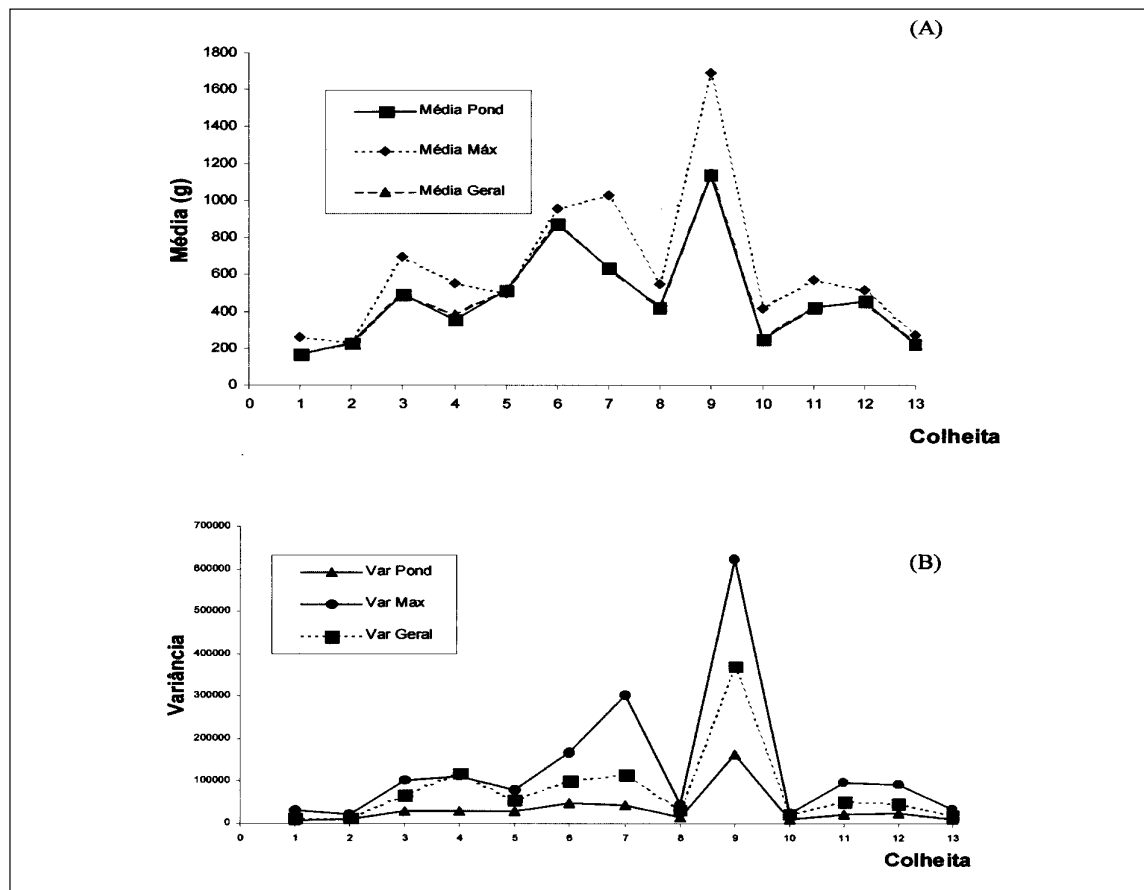 (A)
1800
1600
1400
1200
1000
800
600
400
200
0
Média (g)
Média Pond
Média Máx
Média Geral
0 1 2 3 4 5 6 7 8 9 10 11 12 13
Colheita
(B)
700000
600000
500000
400000
300000
200000
100000
0
Variância
Var Pond
Var Max
Var Geral
0 1 2 3 4 5 6 7 8 9 10 11 12 13
Colheita